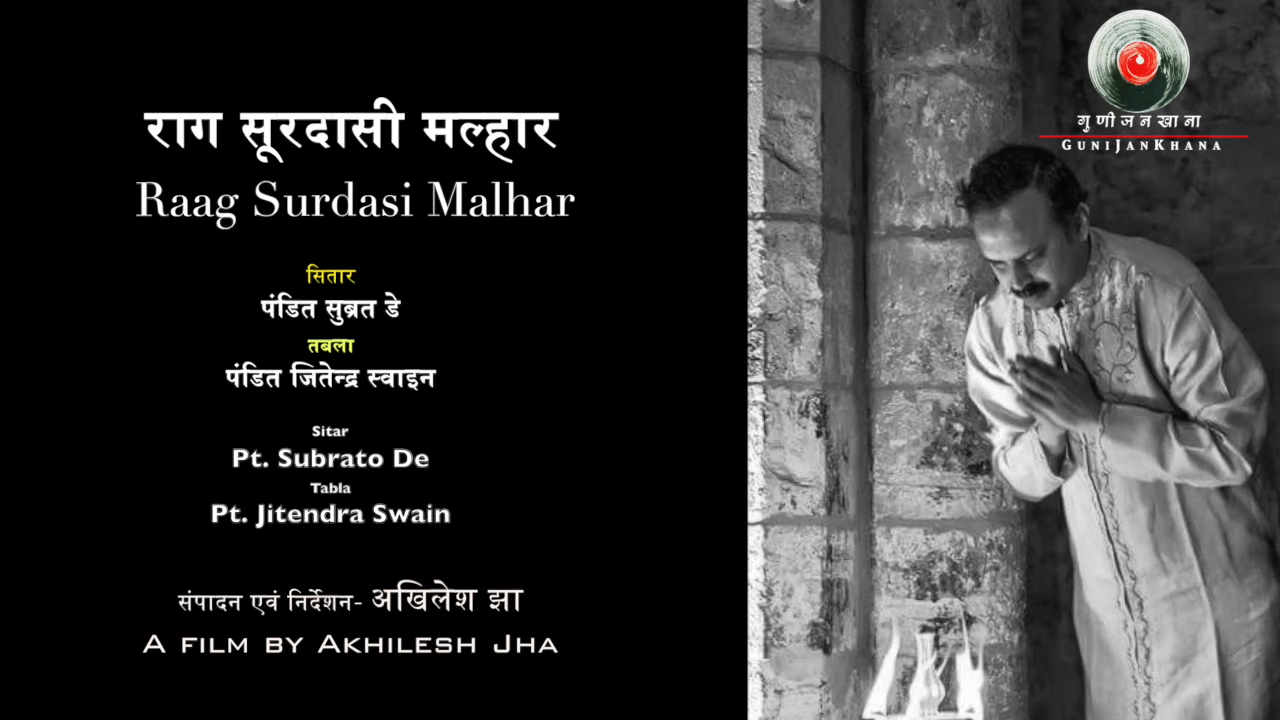 राग सूरदासी मल्हार
Raag Surdasi Malhar
सितार
पंडित सुब्रत डे
तबला
पंडित जितेन्द्र स्वाइन
Sitar
Pt. Subrato De
Tabla
Pt. Jitendra Swain
संपादन एवं निर्देशन- अखिलेश झा
A FILM BY AKHILESH JHA
गुणीजनखाना
GUNIJANKHANA